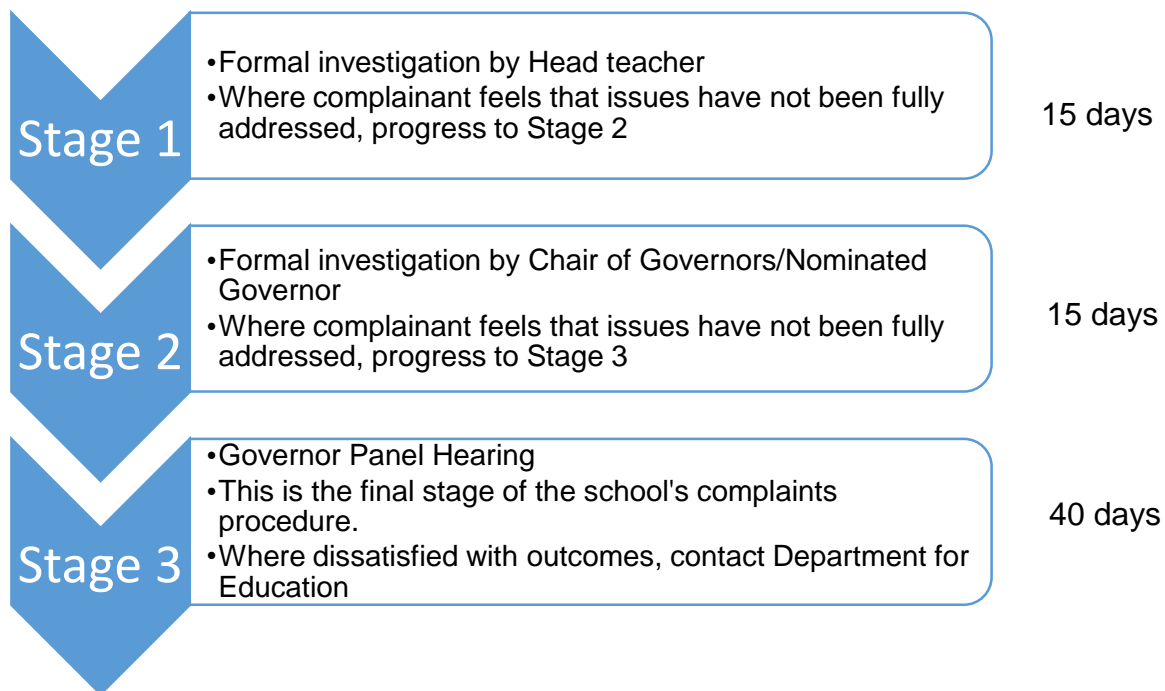 Stage 1
•Formal investigation by Head teacher
•Where complainant feels that issues have not been fully
addressed, progress to Stage 2
15 days
Stage 2
•Formal investigation by Chair of Governors/Nominated
Governor
•Where complainant feels that issues have not been fully
addressed, progress to Stage 3
15 days
Stage 3
•Governor Panel Hearing
•This is the final stage of the school's complaints
procedure.
•Where dissatisfied with outcomes, contact Department for
Education
40 days